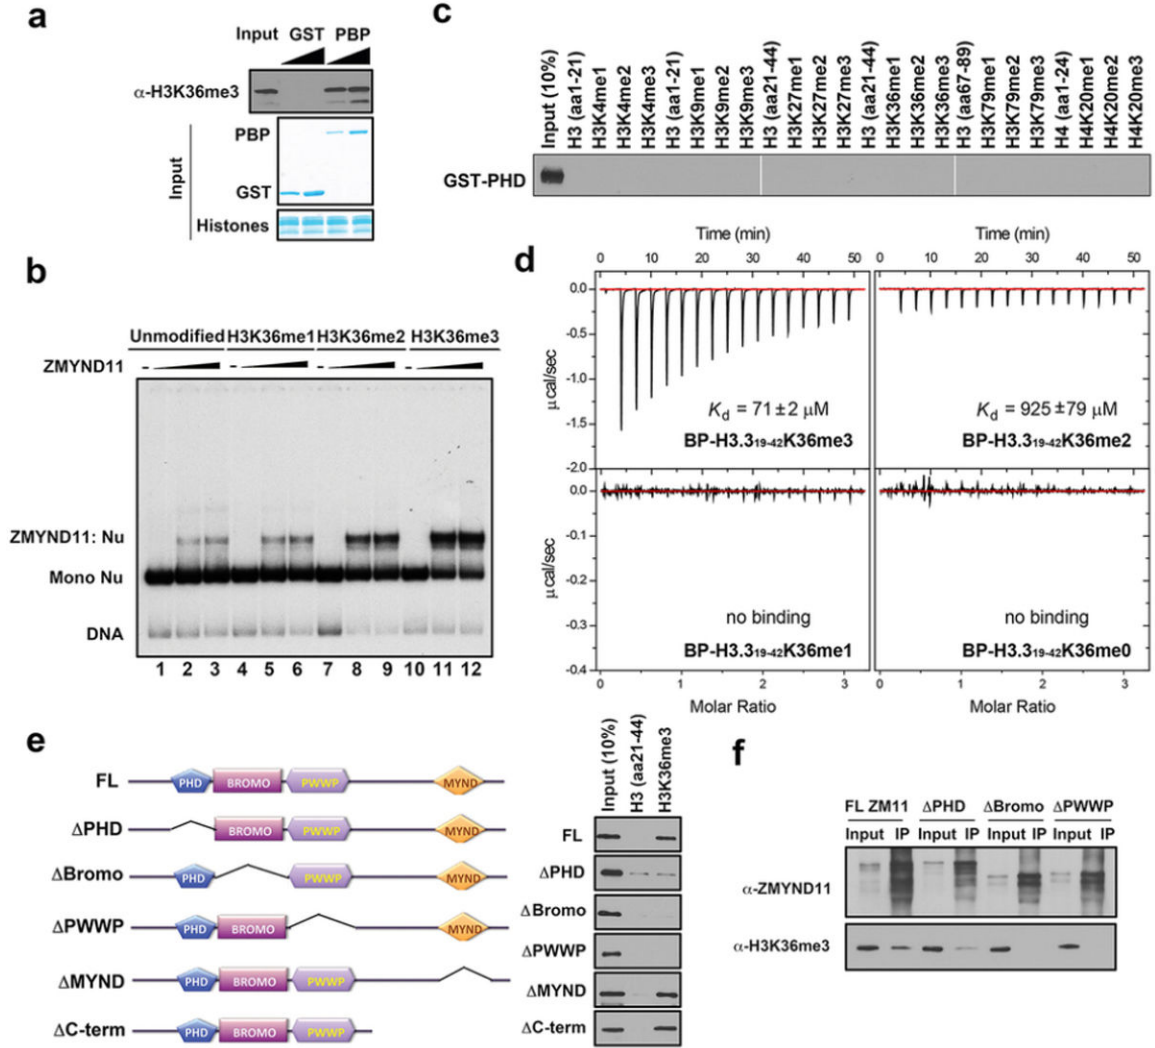 a
Input GST PBP
α-H3K36me3
PBP
GST
Histones
Input
b
Unmodified H3K36me1 H3K36me2 H3K36me3
ZMYND11
- - - -
ZMYND11: Nu
Mono Nu
DNA
1 2 3 4 5 6 7 8 9 10 11 12
c
Input (10%)
H3 (aa1-21)
H3K4me1
H3K4me2
H3K4me3
H3 (aa1-21)
H3K9me1
H3K9me2
H3K9me3
H3 (aa21-44)
H3K27me1
H3K27me2
H3K27me3
H3 (aa21-44)
H3K36me1
H3K36me2
H3K36me3
H3 (aa67-89)
H3K79me1
H3K79me2
H3K79me3
H4 (aa1-24)
H4K20me1
H4K20me2
H4K20me3
GST-PHD
d
Time (min) Time (min)
0 10 20 30 40 50 0 10 20 30 40 50
0.0
-0.5
-1.0
-1.5
-2.0
µcal/sec
Kd = 71±2 µM
BP-H3.3₁₉₋₄₂K36me3
Kd = 925±79 µM
BP-H3.3₁₉₋₄₂K36me2
0.0
-0.1
-0.2
-0.3
-0.4
µcal/sec
no binding
BP-H3.3₁₉₋₄₂K36me1
no binding
BP-H3.3₁₉₋₄₂K36me0
0 1 2 3 0 1 2 3
Molar Ratio Molar Ratio
e
FL PHD BROMO PWWP MYND
ΔPHD BROMO PWWP MYND
ΔBromo PHD PWWP MYND
ΔPWWP PHD BROMO MYND
ΔMYND PHD BROMO PWWP
ΔC-term PHD BROMO PWWP
Input (10%)
H3 (aa21-44)
H3K36me3
FL
ΔPHD
ΔBromo
ΔPWWP
ΔMYND
ΔC-term
f
FL ZM11 ΔPHD ΔBromo ΔPWWP
Input IP Input IP Input IP Input IP
α-ZMYND11
α-H3K36me3